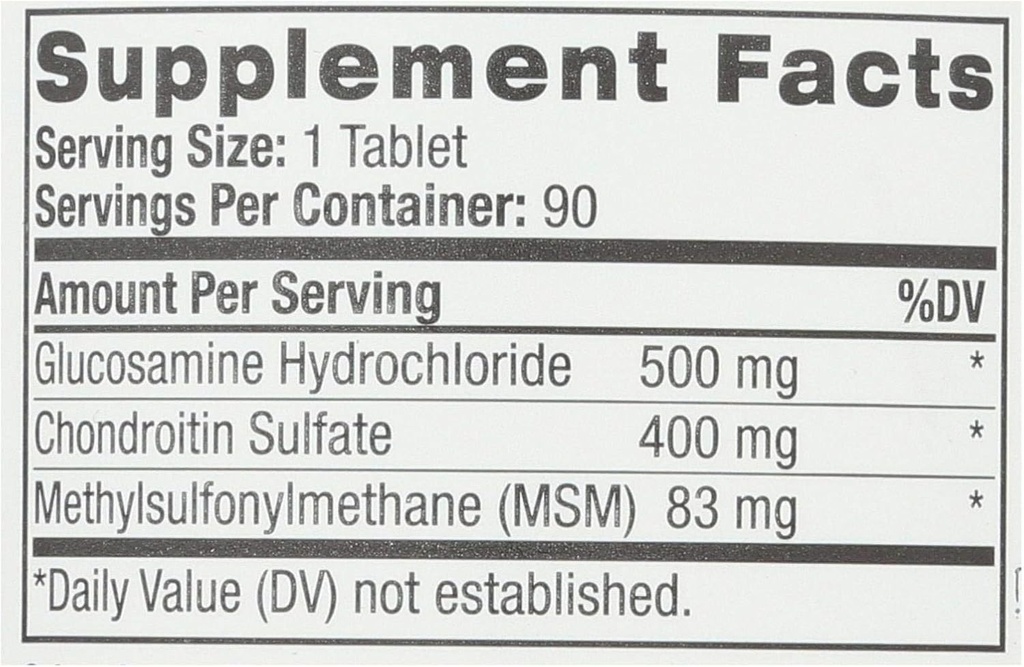 Supplement Facts
Serving Size: 1 Tablet
Servings Per Container: 90
Amount Per Serving %DV
Glucosamine Hydrochloride 500 mg *
Chondroitin Sulfate 400 mg *
Methylsulfonylmethane (MSM) 83 mg *
*Daily Value (DV) not established.